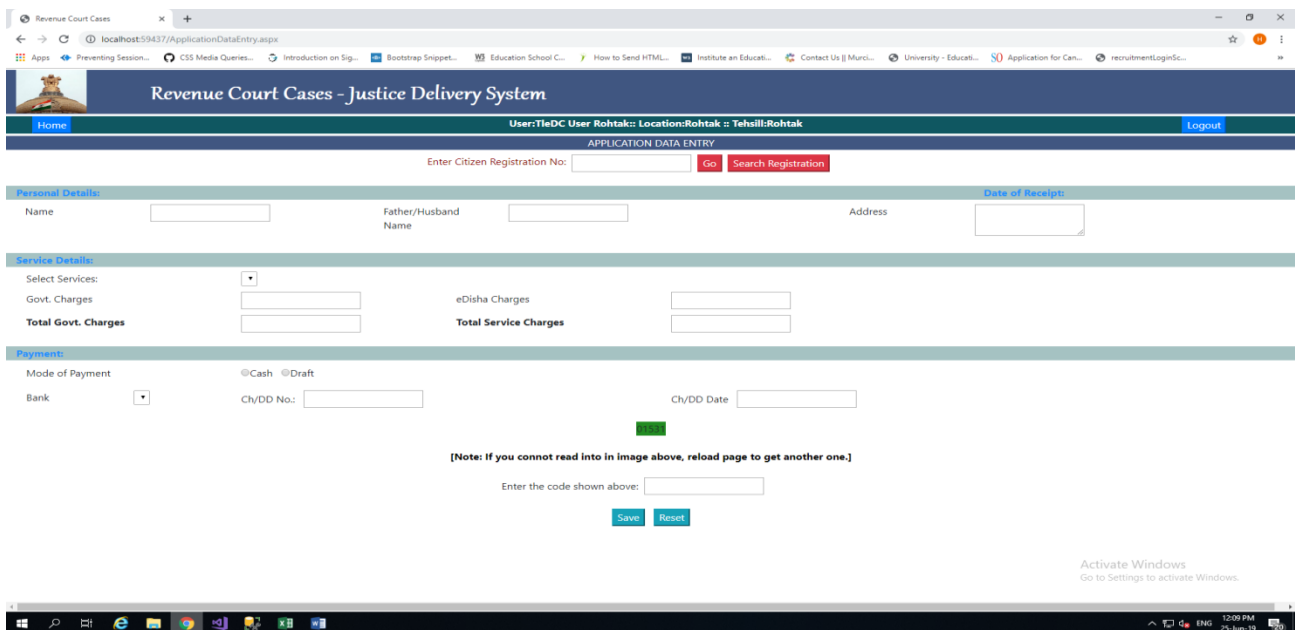 Revenue Court Cases
localhost:59437/ApplicationDataEntry.aspx
H
Apps Preventing Session... CSS Media Queries... Introduction on Sig... Bootstrap Snippet... Education School C... How to Send HTML... Institute an Educati... Contact Us || Murci... University - Educati... Application for Can... recruitmentLoginSc...
Revenue Court Cases - Justice Delivery System
Home User:TleDC User Rohtak:: Location:Rohtak :: Tehsill:Rohtak Logout
APPLICATION DATA ENTRY
Enter Citizen Registration No: Go Search Registration
Personal Details: Date of Receipt:
Name Father/Husband Name Address
Service Details:
Select Services:
Govt. Charges eDisha Charges
Total Govt. Charges Total Service Charges
Payment:
Mode of Payment Cash Draft
Bank Ch/DD No.: Ch/DD Date
01531
[Note: If you connot read into in image above, reload page to get another one.]
Enter the code shown above:
Save Reset
Activate Windows
Go to Settings to activate Windows.
ENG 12:09 PM
25-Jun-19